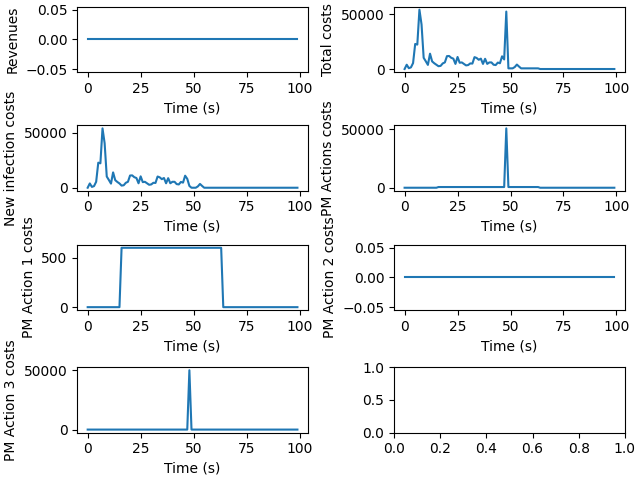 Revenues
0.05
0.00
−0.05
0 25 50 75 100
Time (s)
Total costs
50000
0
0 25 50 75 100
Time (s)
New infection costs
50000
0
0 25 50 75 100
Time (s)
PM Actions costs
50000
0
0 25 50 75 100
Time (s)
PM Action 1 costs
500
0
0 25 50 75 100
Time (s)
PM Action 2 costs
0.05
0.00
−0.05
0 25 50 75 100
Time (s)
PM Action 3 costs
50000
0
0 25 50 75 100
Time (s)
1.0
0.5
0.0
0.0 0.2 0.4 0.6 0.8 1.0